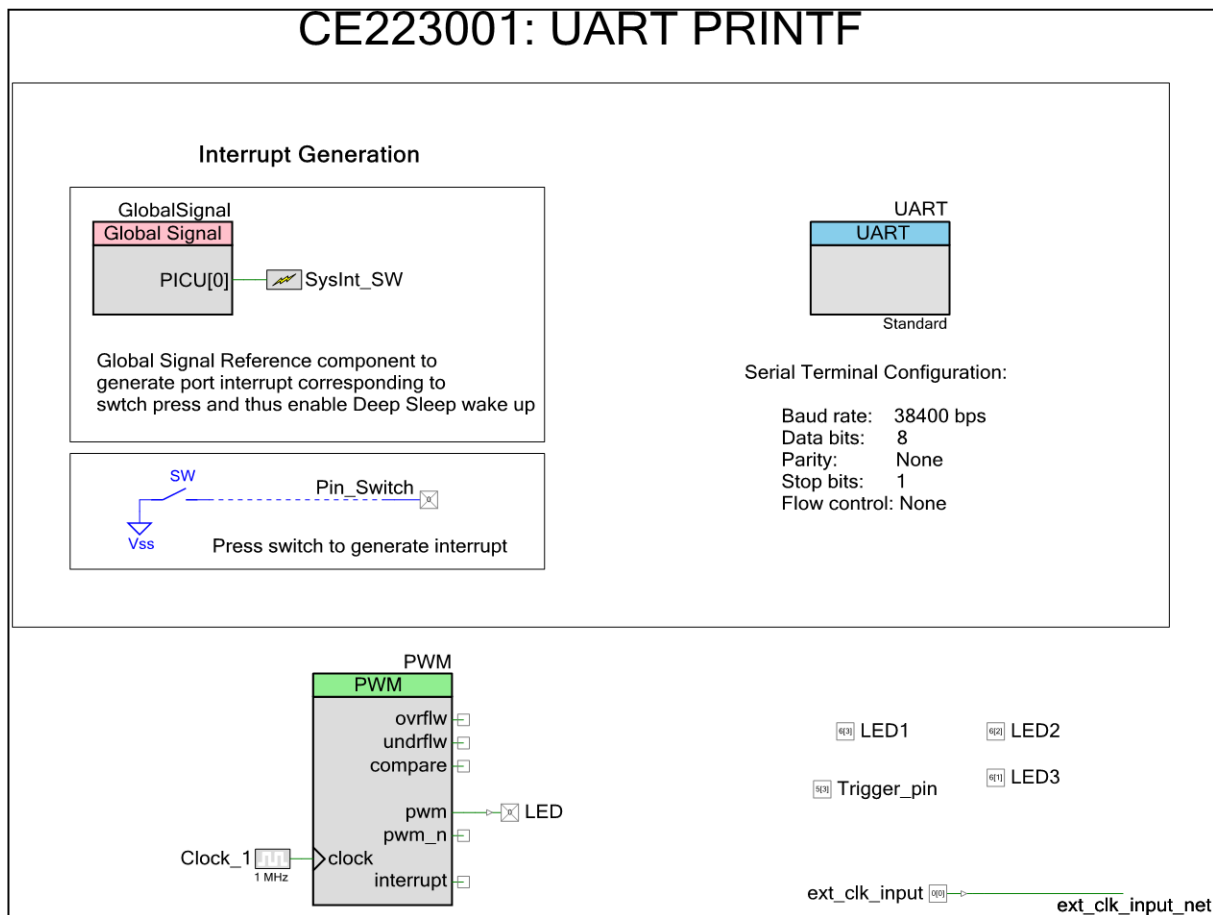 CE223001: UART PRINTF
Interrupt Generation
GlobalSignal
Global Signal
PICU[0]
SysInt_SW
Global Signal Reference component to
generate port interrupt corresponding to
swtch press and thus enable Deep Sleep wake up
SW
Pin_Switch
Vss
Press switch to generate interrupt
UART
UART
Standard
Serial Terminal Configuration:
Baud rate: 38400 bps
Data bits: 8
Parity: None
Stop bits: 1
Flow control: None
PWM
PWM
ovrflw
undrflw
compare
pwm
LED
pwm_n
Clock_1
1 MHz
clock
interrupt
6[3] LED1
6[2] LED2
5[3] Trigger_pin
6[1] LED3
ext_clk_input 0[0]
ext_clk_input_net